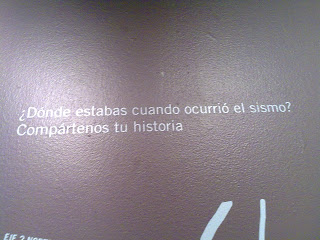 ¿Dónde estabas cuando ocurrió el sismo?
Compártenos tu historia